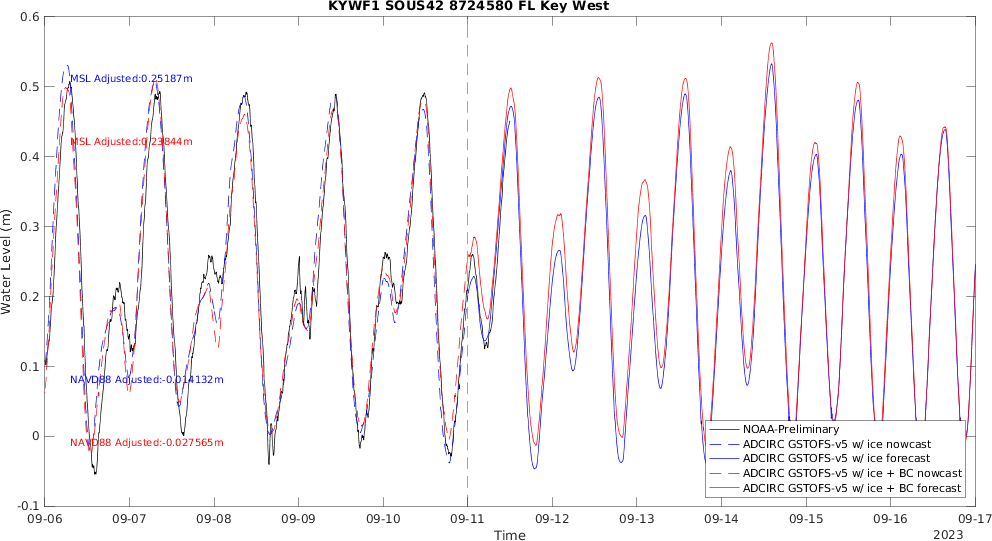 KYWF1 SOUS42 8724580 FL Key West
0.6
0.5
0.4
0.3
0.2
0.1
0
-0.1
Water Level (m)
MSL Adjusted:0.25187m
MSL Adjusted:0.23844m
NAVD88 Adjusted:-0.014132m
NAVD88 Adjusted:-0.027565m
NOAA-Preliminary
ADCIRC GSTOFS-v5 w/ ice nowcast
ADCIRC GSTOFS-v5 w/ ice forecast
ADCIRC GSTOFS-v5 w/ ice + BC nowcast
ADCIRC GSTOFS-v5 w/ ice + BC forecast
09-06 09-07 09-08 09-09 09-10 09-11 09-12 09-13 09-14 09-15 09-16 09-17
Time
2023